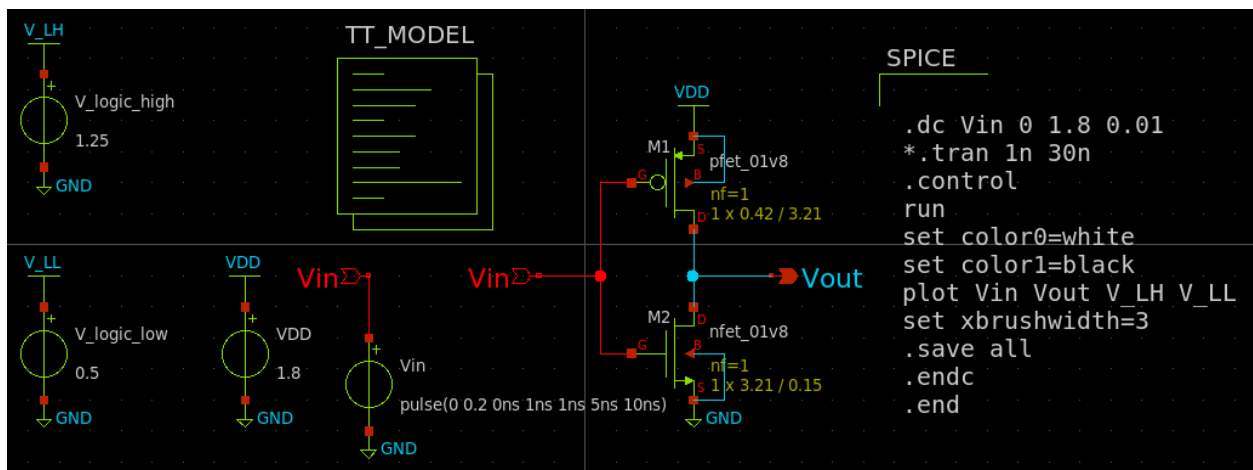 V_LH
V_logic_high
1.25
GND
TT_MODEL
V_LL
V_logic_low
0.5
GND
VDD
VDD
1.8
GND
Vin
Vin
pulse(0 0.2 0ns 1ns 1ns 5ns 10ns)
GND
VDD
M1
S
pfet_01v8
G
B
nf=1
D
1 x 0.42 / 3.21
Vin
Vout
M2
D
nfet_01v8
G
B
nf=1
S
1 x 3.21 / 0.15
GND
SPICE
.dc Vin 0 1.8 0.01
*.tran 1n 30n
.control
run
set color0=white
set color1=black
plot Vin Vout V_LH V_LL
set xbrushwidth=3
.save all
.endc
.end